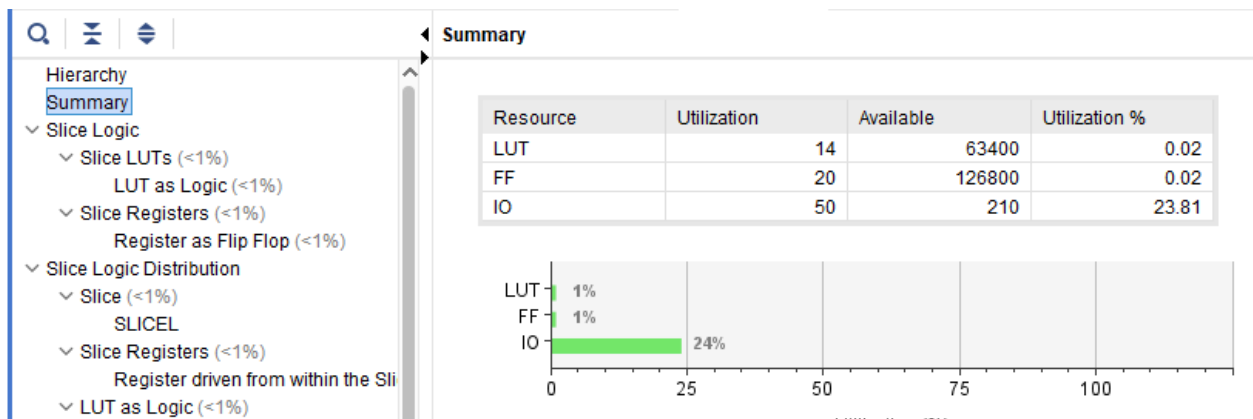 Summary
Hierarchy
Summary
Slice Logic
Slice LUTs (<1%)
LUT as Logic (<1%)
Slice Registers (<1%)
Register as Flip Flop (<1%)
Slice Logic Distribution
Slice (<1%)
SLICEL
Slice Registers (<1%)
Register driven from within the Sli
LUT as Logic (<1%)
Resource Utilization Available Utilization %
LUT 14 63400 0.02
FF 20 126800 0.02
IO 50 210 23.81
LUT 1%
FF 1%
IO 24%
0 25 50 75 100